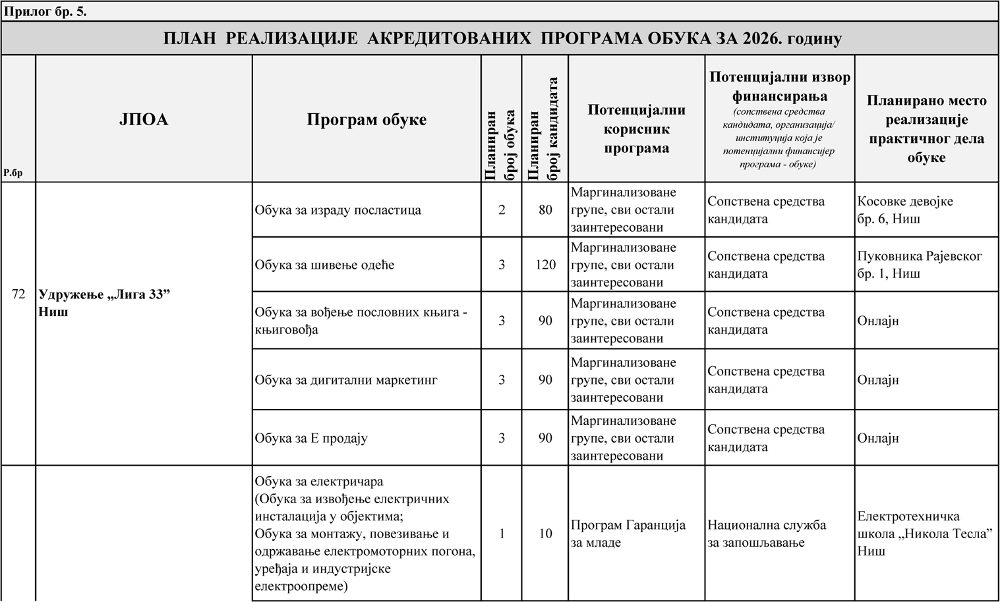 Прилог бр. 5.
ПЛАН РЕАЛИЗАЦИЈЕ АКРЕДИТОВАНИХ ПРОГРАМА ОБУКА ЗА 2026. годину
Р.бр
ЈПОА
Програм обуке
Планиран
број обука
Планиран
број кандидата
Потенцијални
корисник
програма
Потенцијални извор
финансирања
(сопствена средства
кандидата, организација/
институција која је
потенцијални финансијер
програма - обуке)
Планирано место
реализације
практичног дела
обуке
72
Удружење „Лига 33”
Ниш
Обука за израду посластица
2
80
Маргинализоване
групе, сви остали
заинтересовани
Сопствена средства
кандидата
Косовке девојке
бр. 6, Ниш
Обука за шивење одеће
3
120
Маргинализоване
групе, сви остали
заинтересовани
Сопствена средства
кандидата
Пуковника Рајевског
бр. 1, Ниш
Обука за вођење пословних књига -
књиговођа
3
90
Маргинализоване
групе, сви остали
заинтересовани
Сопствена средства
кандидата
Онлајн
Обука за дигитални маркетинг
3
90
Маргинализоване
групе, сви остали
заинтересовани
Сопствена средства
кандидата
Онлајн
Обука за Е продају
3
90
Маргинализоване
групе, сви остали
заинтересовани
Сопствена средства
кандидата
Онлајн
Обука за електричара
(Обука за извођење електричних
инсталација у објектима;
Обука за монтажу, повезивање и
одржавање електромоторних погона,
уређаја и индустријске
електроопреме)
1
10
Програм Гаранција
за младе
Национална служба
за запошљавање
Електротехничка
школа „Никола Тесла”
Ниш